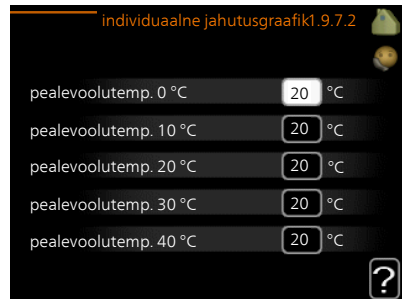 individuaalne jahutusgraafik1.9.7.2
pealevoolutemp. 0 °C 20 °C
pealevoolutemp. 10 °C 20 °C
pealevoolutemp. 20 °C 20 °C
pealevoolutemp. 30 °C 20 °C
pealevoolutemp. 40 °C 20 °C
?